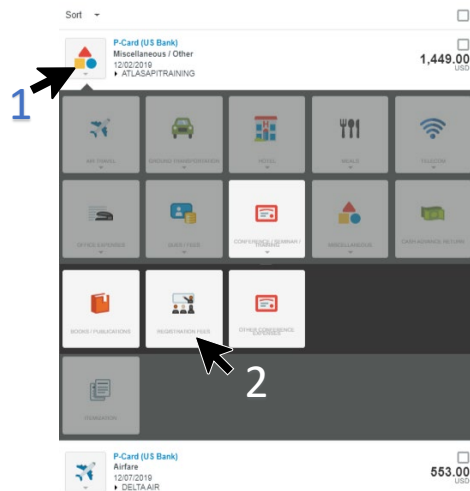 Sort
P-Card (US Bank)
Miscellaneous / Other
12/02/2019
ATLASAPITRAINING
1,449.00
USD
1
AIR TRAVEL
GROUND TRANSPORTATION
HOTEL
MEALS
TELECOM
OFFICE EXPENSES
DUES / FEES
CONFERENCE / SEMINAR /
TRAINING
MISCELLANEOUS
CASH ADVANCE RETURN
BOOKS / PUBLICATIONS
REGISTRATION FEES
OTHER CONFERENCE
EXPENSES
2
ITEMIZATION
P-Card (US Bank)
Airfare
12/07/2019
DELTA AIR
553.00
USD